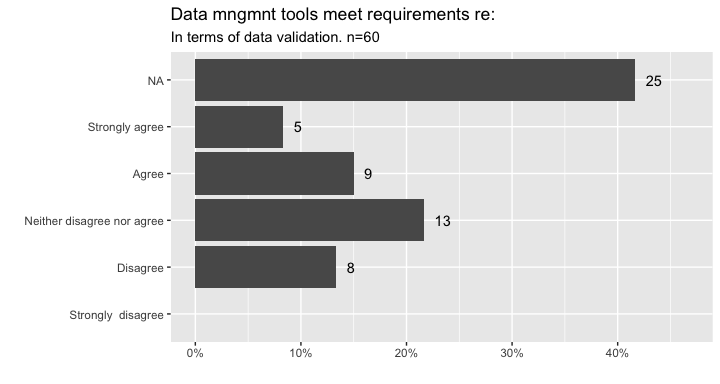 Data mngmnt tools meet requirements re:
In terms of data validation. n=60
NA
25
Strongly agree
5
Agree
9
Neither disagree nor agree
13
Disagree
8
Strongly  disagree
0% 10% 20% 30% 40%